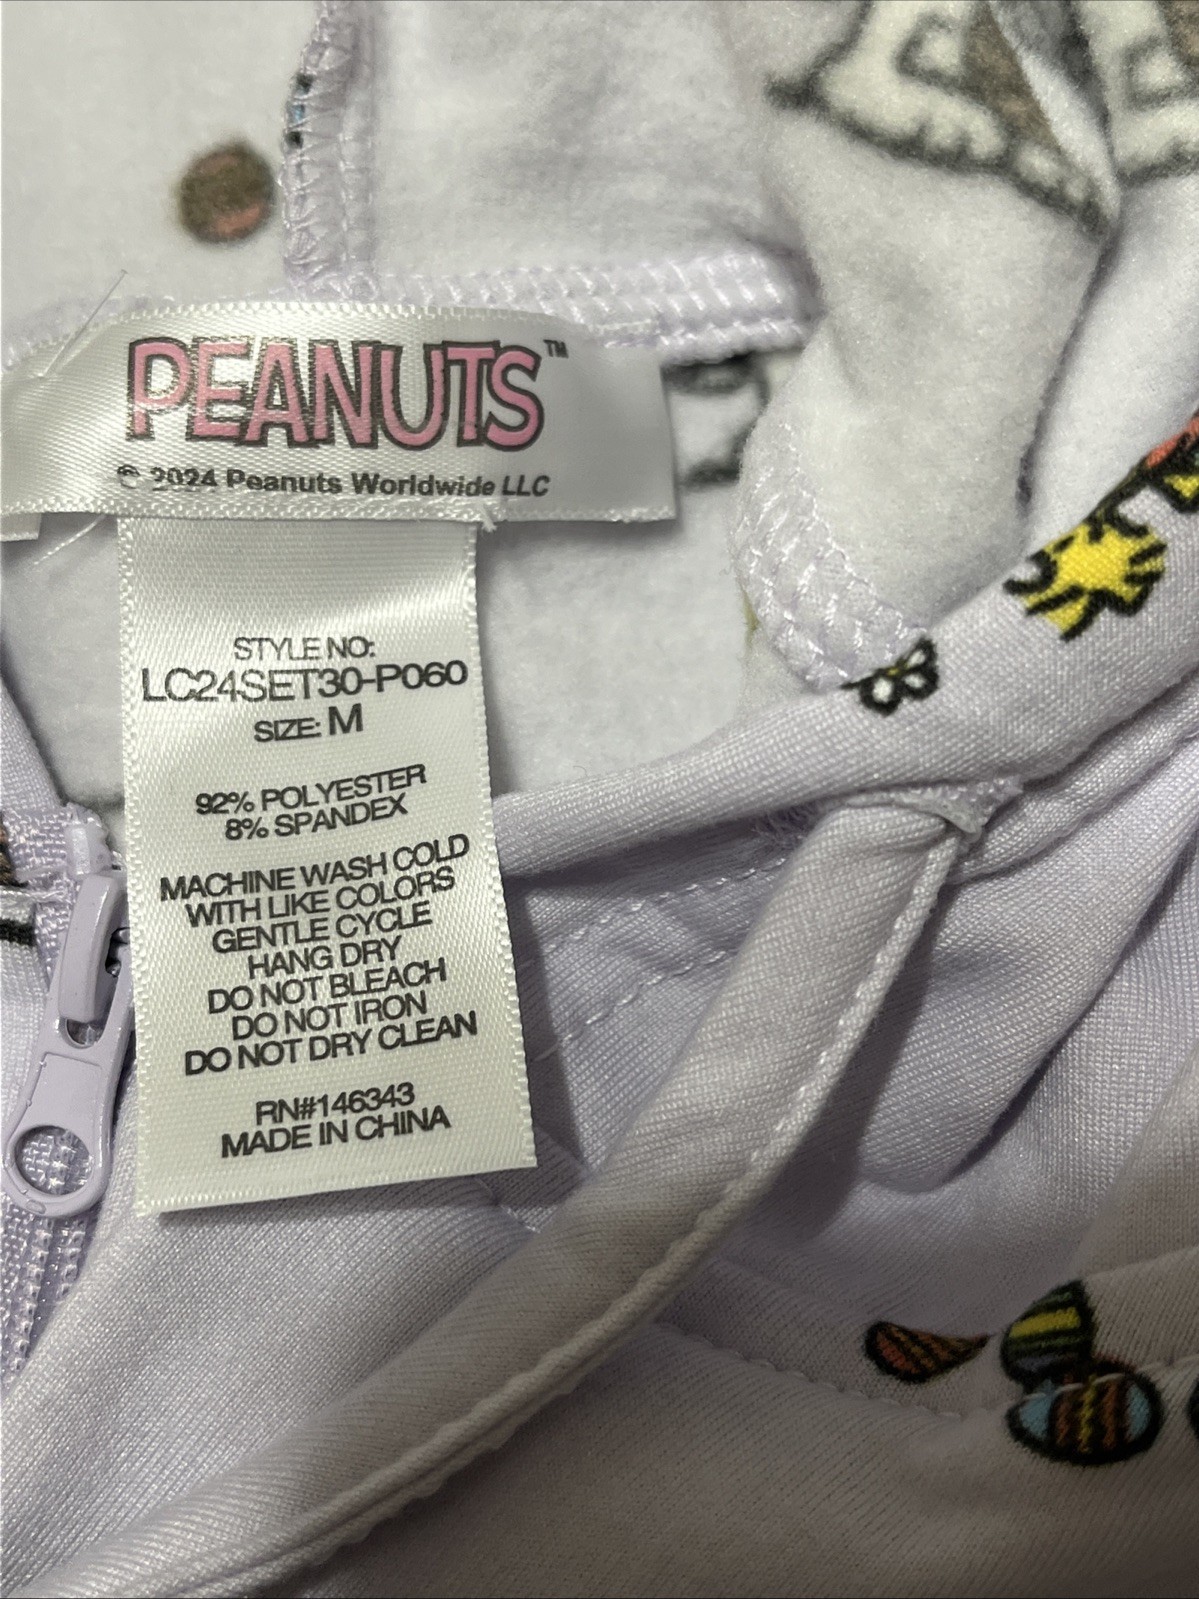 PEANUTS™
© 2024 Peanuts Worldwide LLC
STYLE NO:
LC24SET30-P060
SIZE: M
92% POLYESTER
8% SPANDEX
MACHINE WASH COLD
WITH LIKE COLORS
GENTLE CYCLE
HANG DRY
DO NOT BLEACH
DO NOT IRON
DO NOT DRY CLEAN
RN#146343
MADE IN CHINA